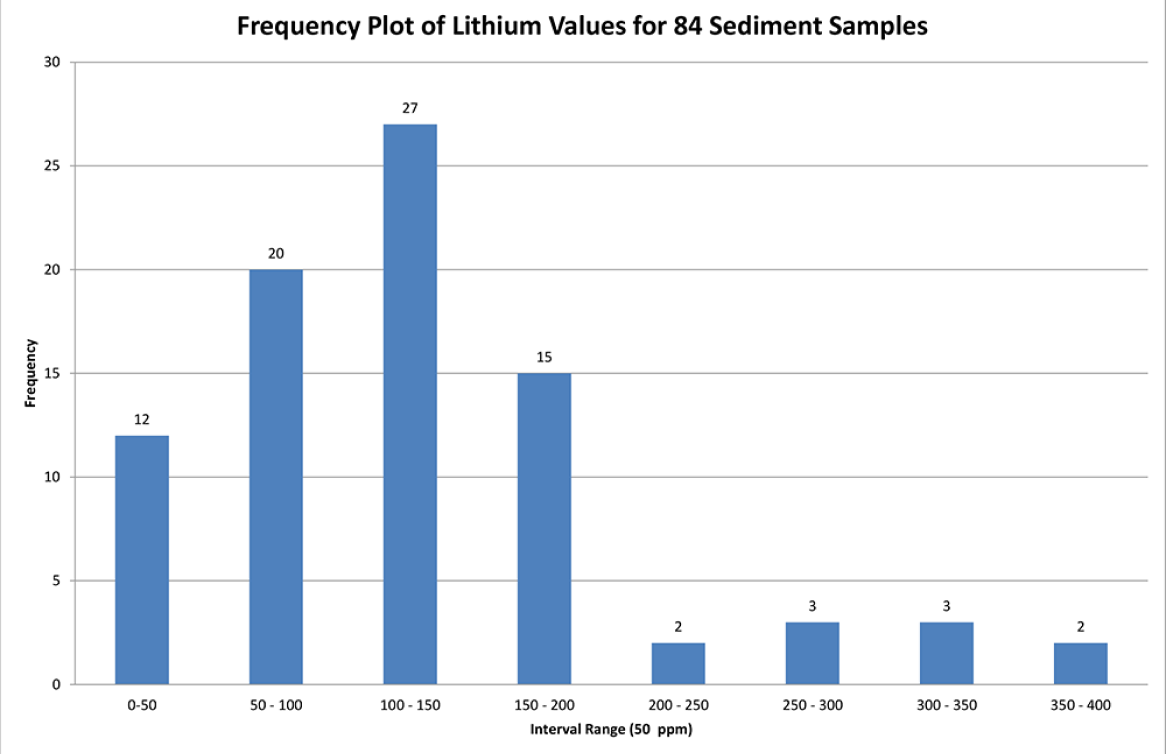 Frequency Plot of Lithium Values for 84 Sediment Samples
30
27
25
20
20
15
15
Frequency
12
10
5
3
3
2
2
0
0-50
50 - 100
100 - 150
150 - 200
200 - 250
250 - 300
300 - 350
350 - 400
Interval Range (50  ppm)